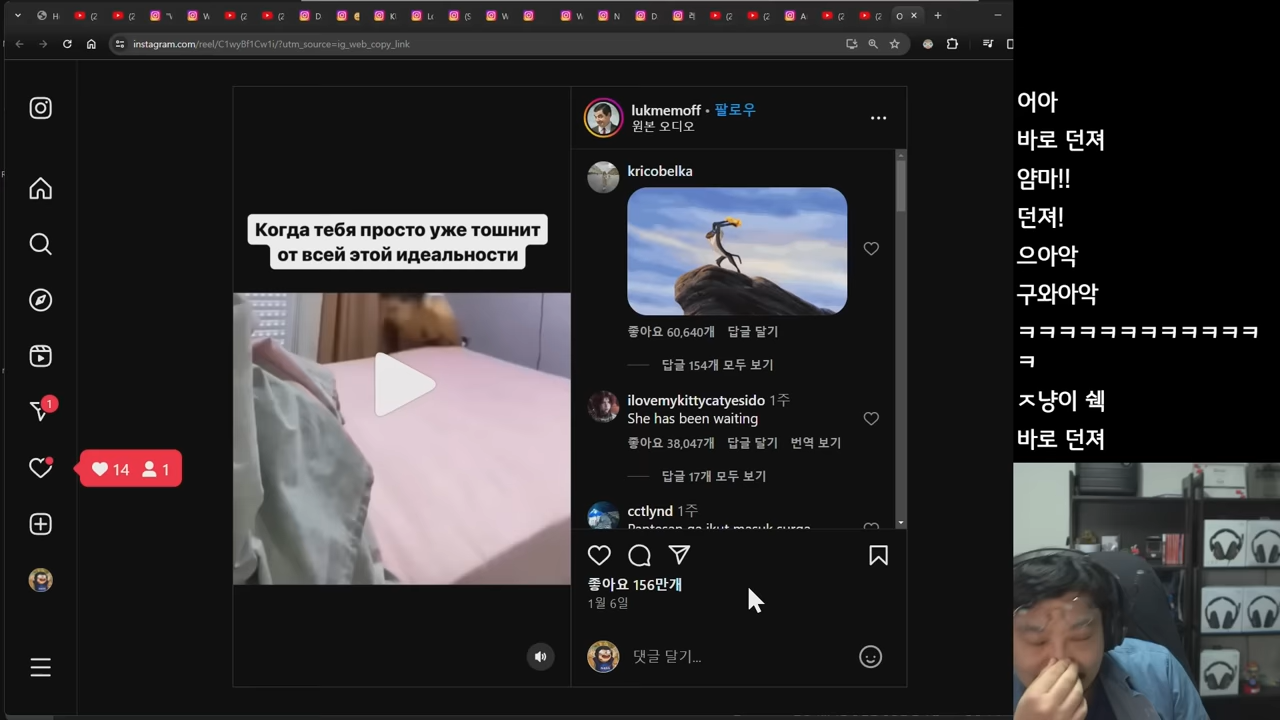 instagram.com/reel/C1wyBf1Cw1i/?utm_source=ig_web_copy_link
Когда тебя просто уже тошнит
от всей этой идеальности
lukmemoff • 팔로우
원본 오디오
kricobelka
좋아요 60,640개 답글 달기
답글 154개 모두 보기
ilovemykittycatyesido 1주
She has been waiting
좋아요 38,047개 답글 달기 번역 보기
답글 17개 모두 보기
cctlynd 1주
좋아요 156만개
1월 6일
댓글 달기...
1
14 1
어아
바로 던져
얌마!!
던져!
으아악
구와아악
ㅋㅋㅋㅋㅋㅋㅋㅋㅋㅋㅋㅋ
ㅋ
ㅈ냥이 쉑
바로 던져